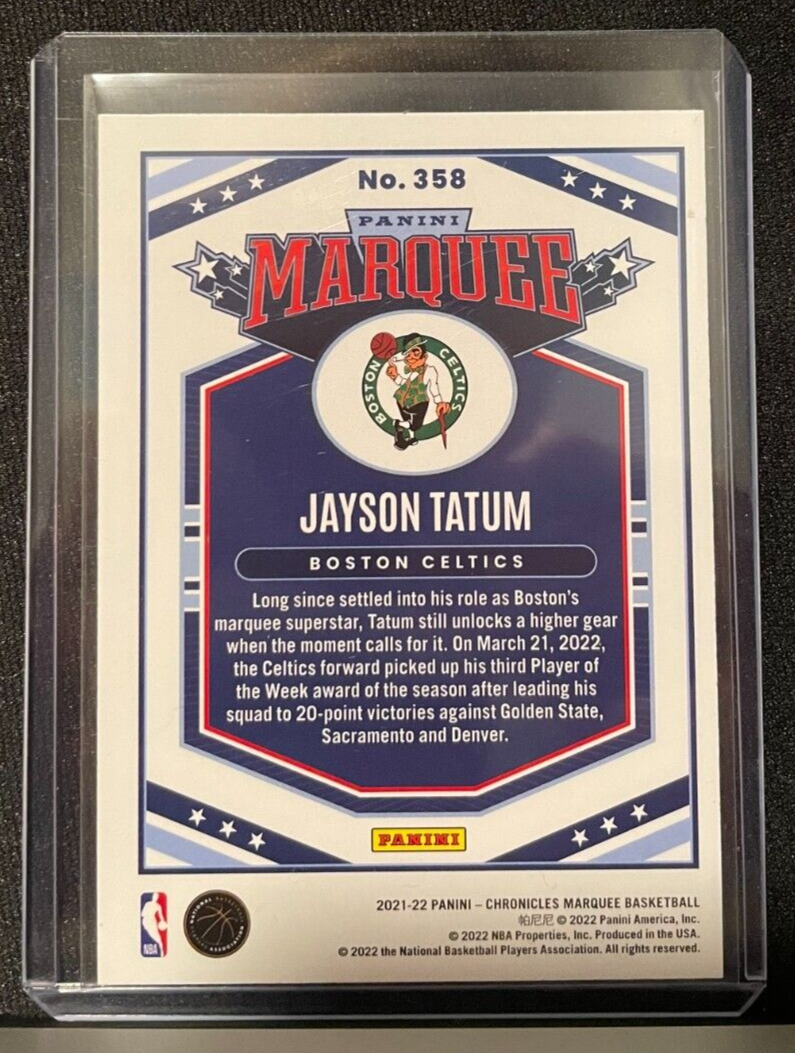 No. 358
PANINI
MARQUEE
BOSTON CELTICS
JAYSON TATUM
BOSTON CELTICS
Long since settled into his role as Boston's
marquee superstar, Tatum still unlocks a higher gear
when the moment calls for it. On March 21, 2022,
the Celtics forward picked up his third Player of
the Week award of the season after leading his
squad to 20-point victories against Golden State,
Sacramento and Denver.
PANINI
2021-22 PANINI – CHRONICLES MARQUEE BASKETBALL
帕尼尼 © 2022 Panini America, Inc.
© 2022 NBA Properties, Inc. Produced in the USA.
© 2022 the National Basketball Players Association. All rights reserved.
NBA
NATIONAL BASKETBALL PLAYERS ASSOCIATION